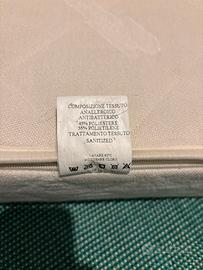 COMPOSIZIONE TESSUTO
ANALLERGICO
ANTIBATTERICO
45% POLIESTERE
55% POLIETILENE
TRATTAMENTO TESSUTO
SANITIZED